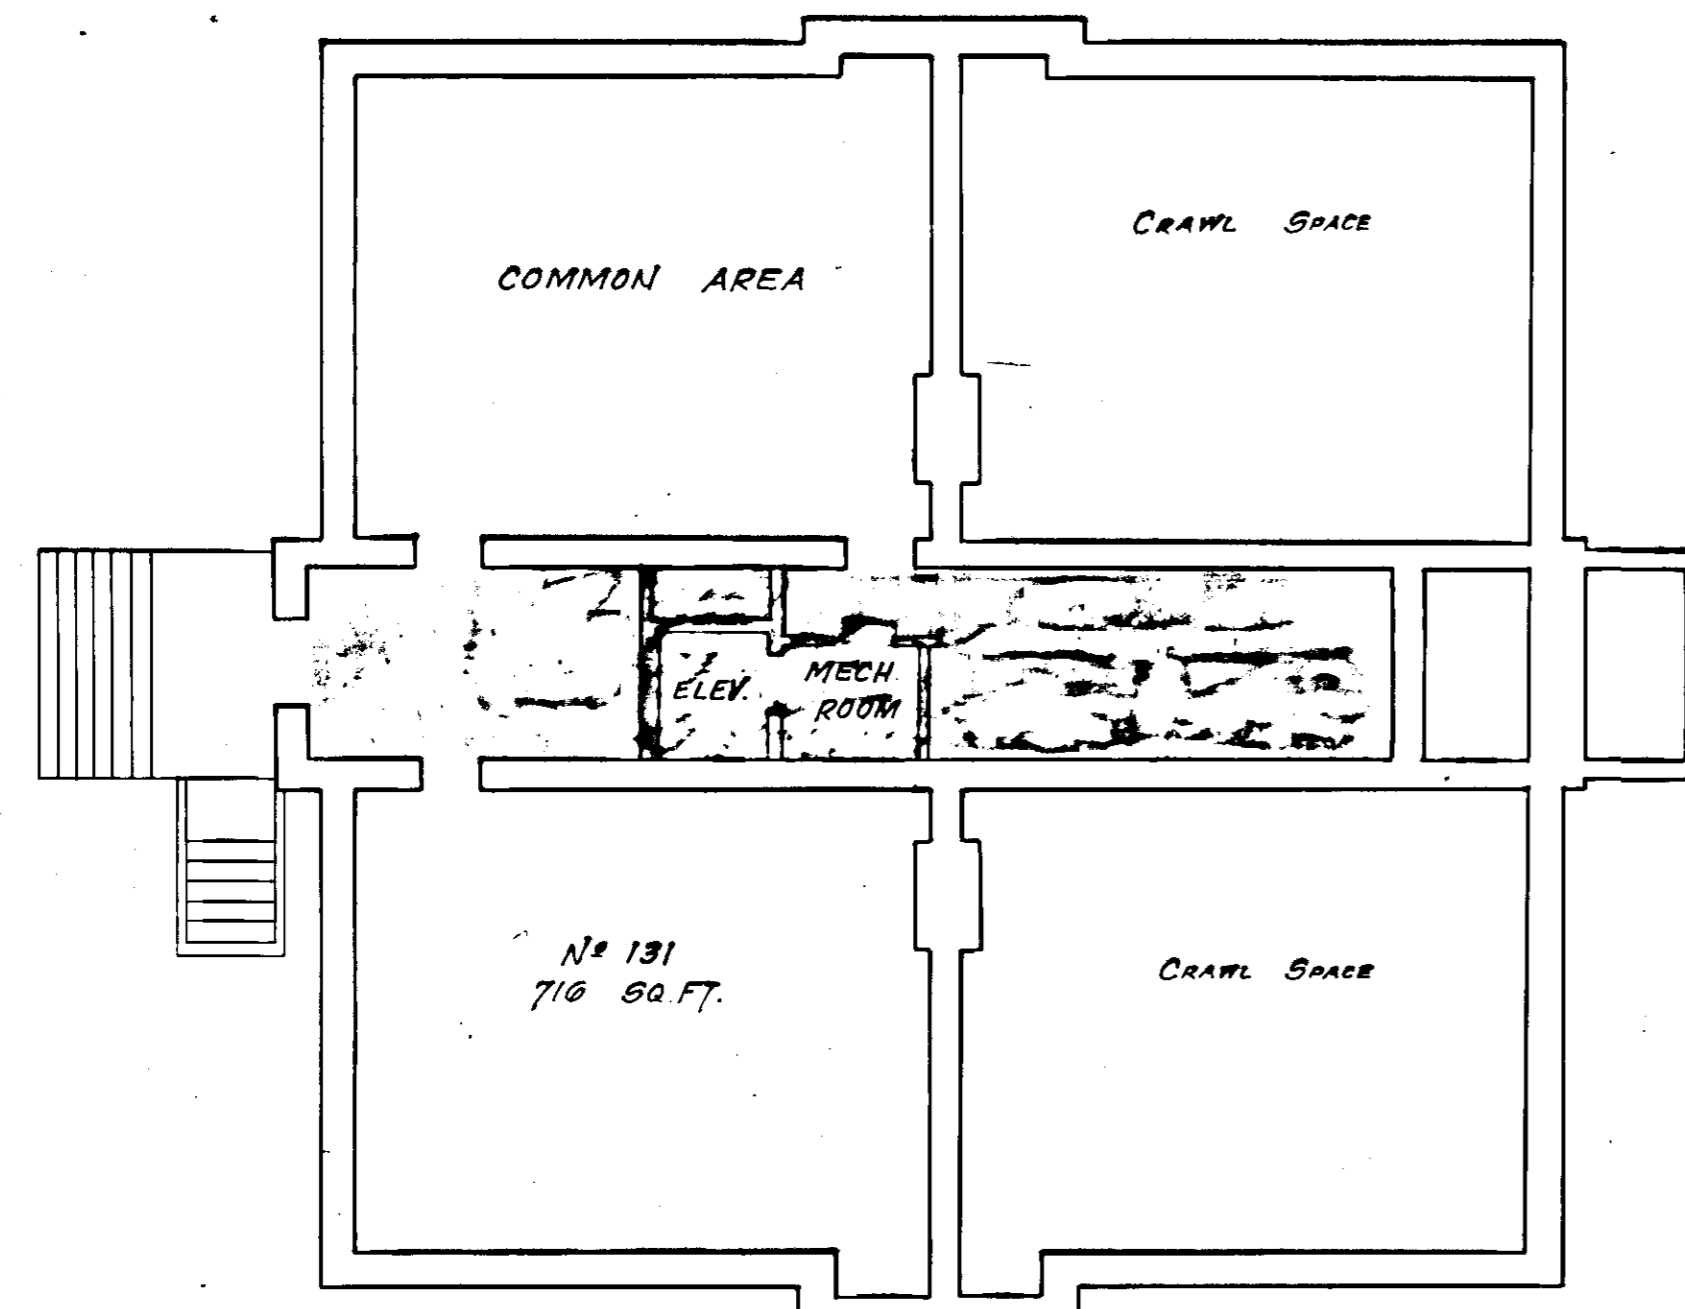 CRAWL SPACE
COMMON AREA
ELEV.
MECH.
ROOM
Nº 131
716 SQ.FT.
CRAWL SPACE